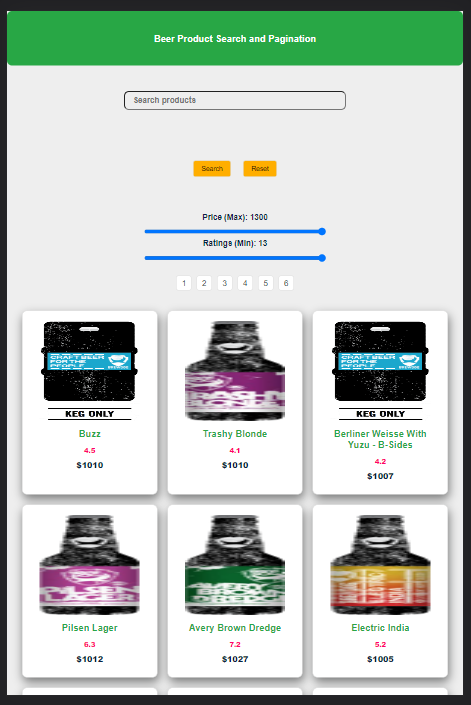 Beer Product Search and Pagination
Search products
Search
Reset
Price (Max): 1300
Ratings (Min): 13
1 2 3 4 5 6
CRAFT BEER
FOR THE
PEOPLE
KEG ONLY
Buzz
4.5
$1010
Trashy Blonde
4.1
$1010
CRAFT BEER
FOR THE
PEOPLE
KEG ONLY
Berliner Weisse With
Yuzu - B-Sides
4.2
$1007
Pilsen Lager
6.3
$1012
Avery Brown Dredge
7.2
$1027
Electric India
5.2
$1005